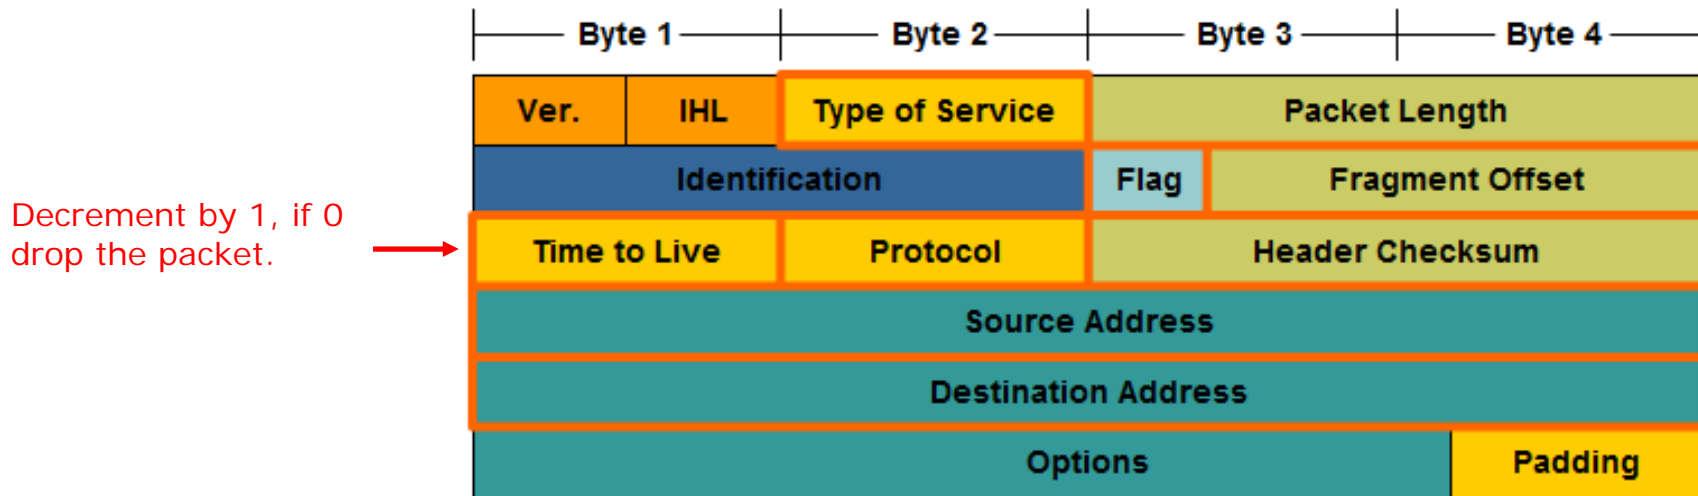 Byte 1 Byte 2 Byte 3 Byte 4
Ver. IHL Type of Service Packet Length
Identification Flag Fragment Offset
Decrement by 1, if 0
drop the packet.
Time to Live Protocol Header Checksum
Source Address
Destination Address
Options Padding